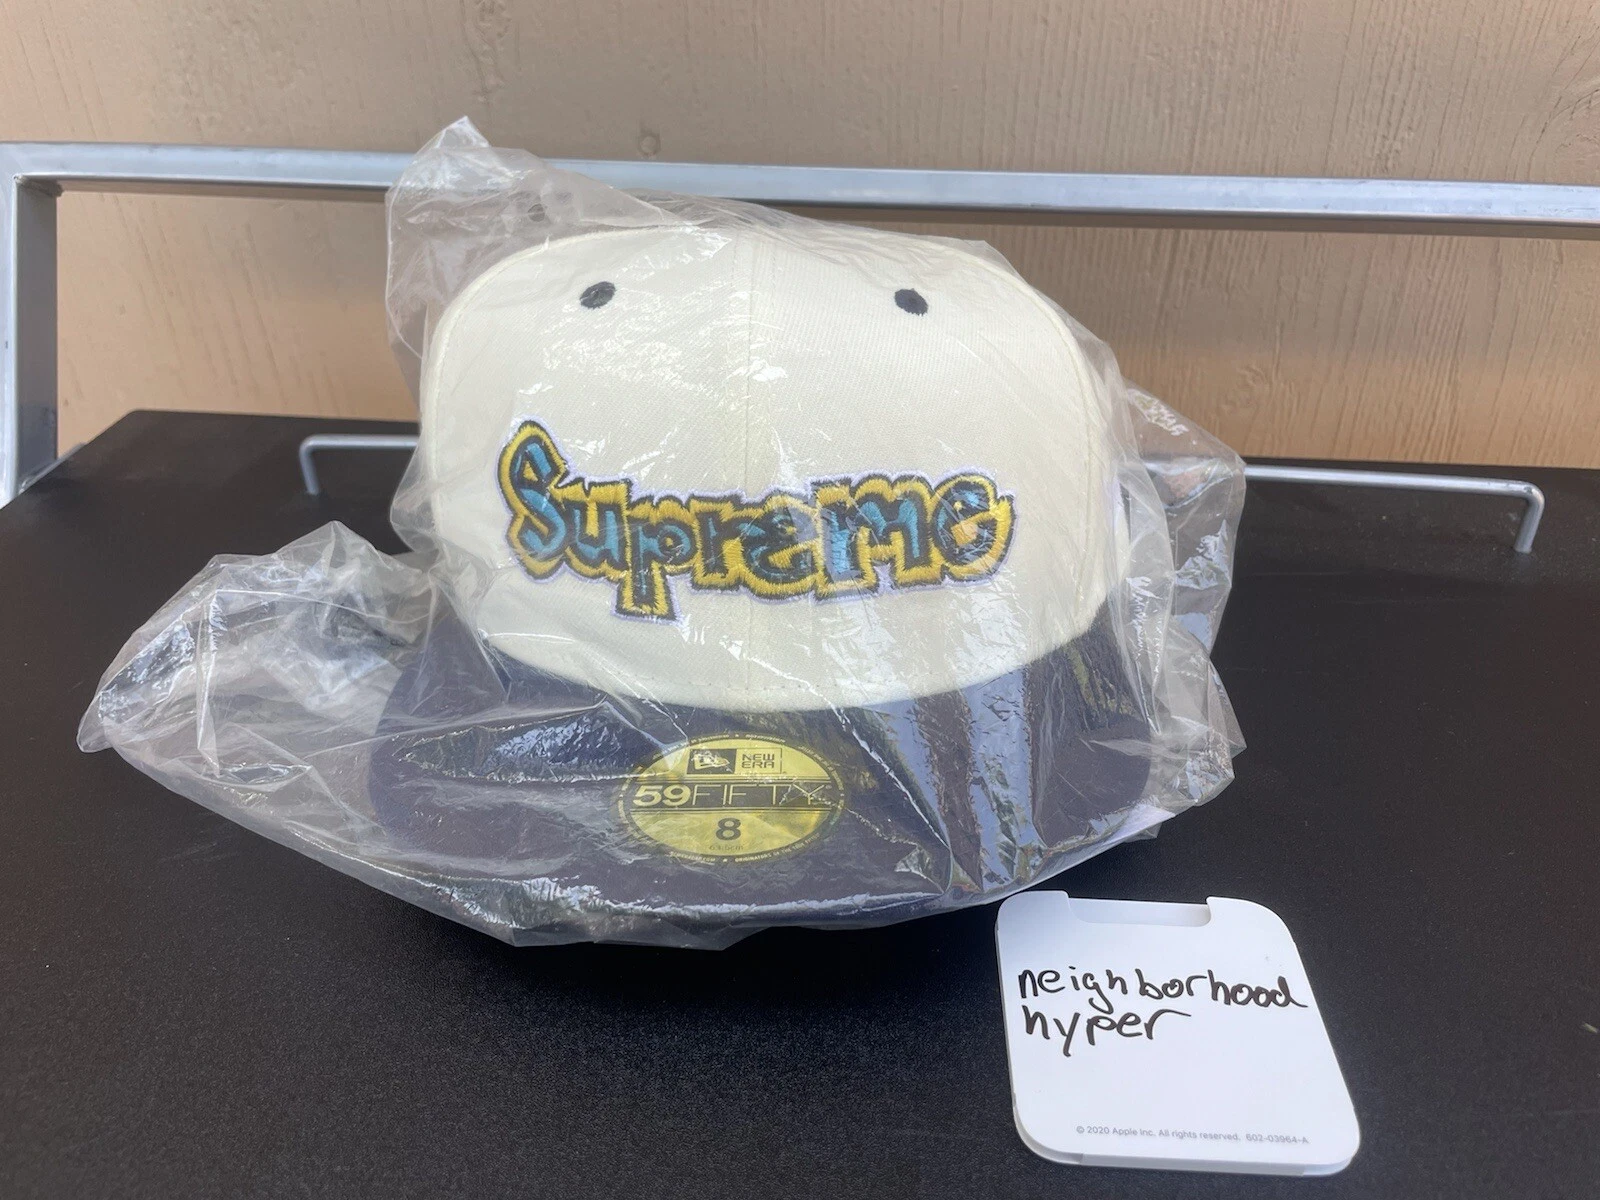 Supreme
NEW
ERA
59FIFTY
8
neighborhood
hyper
© 2020 Apple Inc. All rights reserved. 602-03964-A